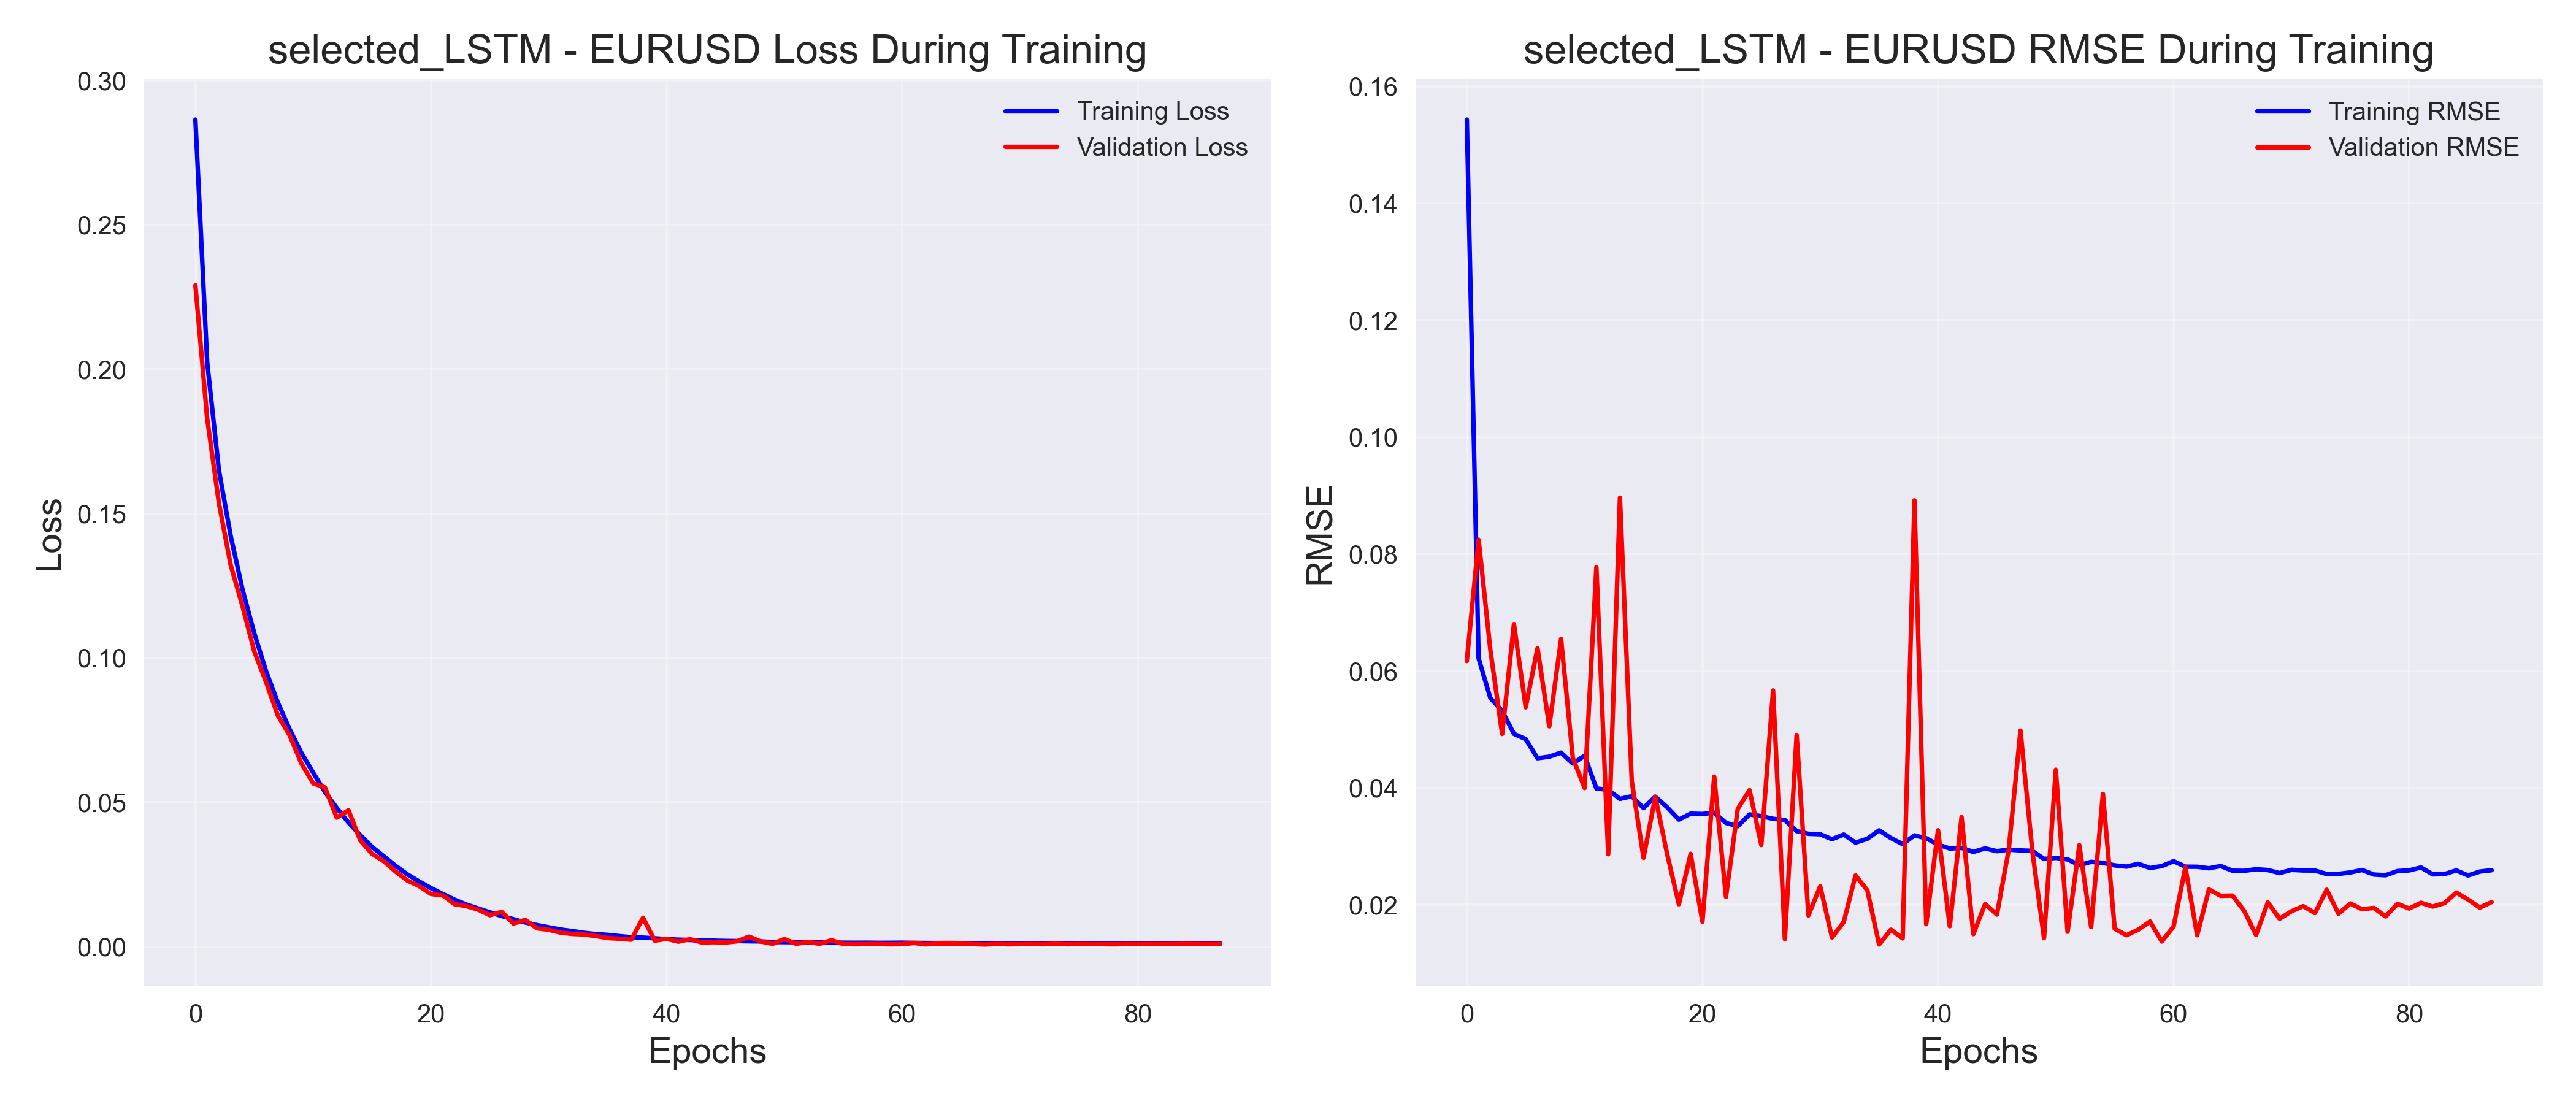 selected_LSTM - EURUSD Loss During Training
Training Loss
Validation Loss
0.30
0.25
0.20
0.15
0.10
0.05
0.00
Loss
0
20
40
60
80
Epochs
selected_LSTM - EURUSD RMSE During Training
Training RMSE
Validation RMSE
0.16
0.14
0.12
0.10
0.08
0.06
0.04
0.02
RMSE
0
20
40
60
80
Epochs